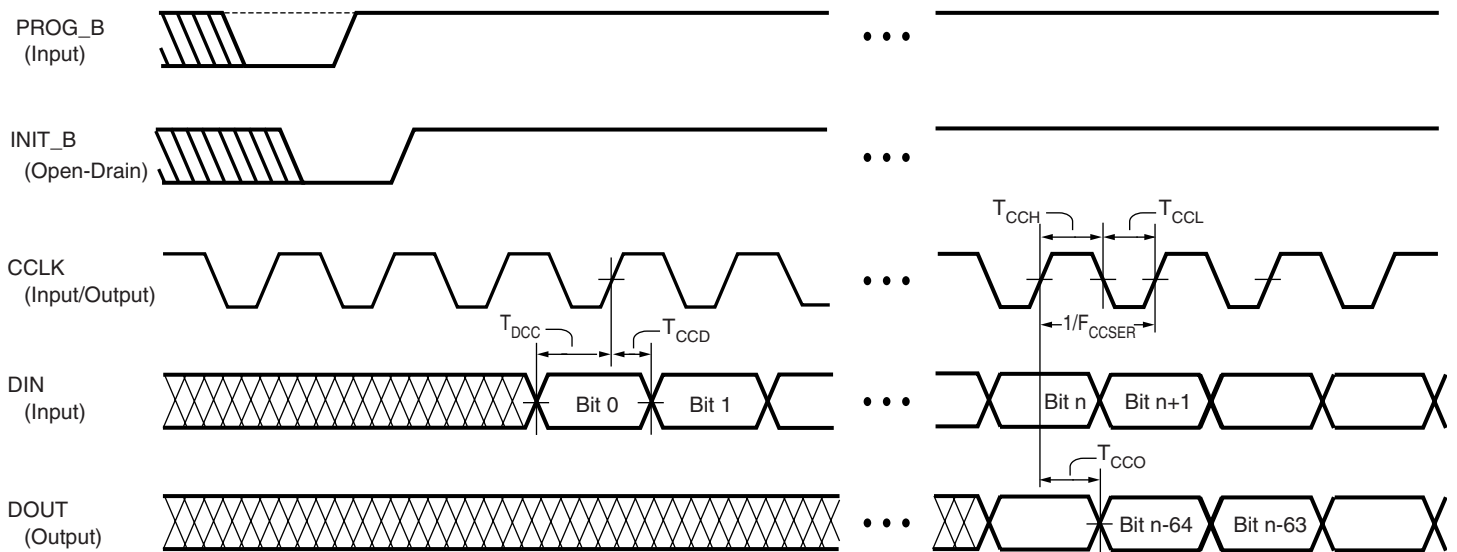 PROG_B
(Input)
INIT_B
(Open-Drain)
T_CCH
T_CCL
CCLK
(Input/Output)
T_DCC
T_CCD
1/F_CCSER
DIN
(Input)
Bit 0
Bit 1
Bit n
Bit n+1
T_CCO
DOUT
(Output)
Bit n-64
Bit n-63